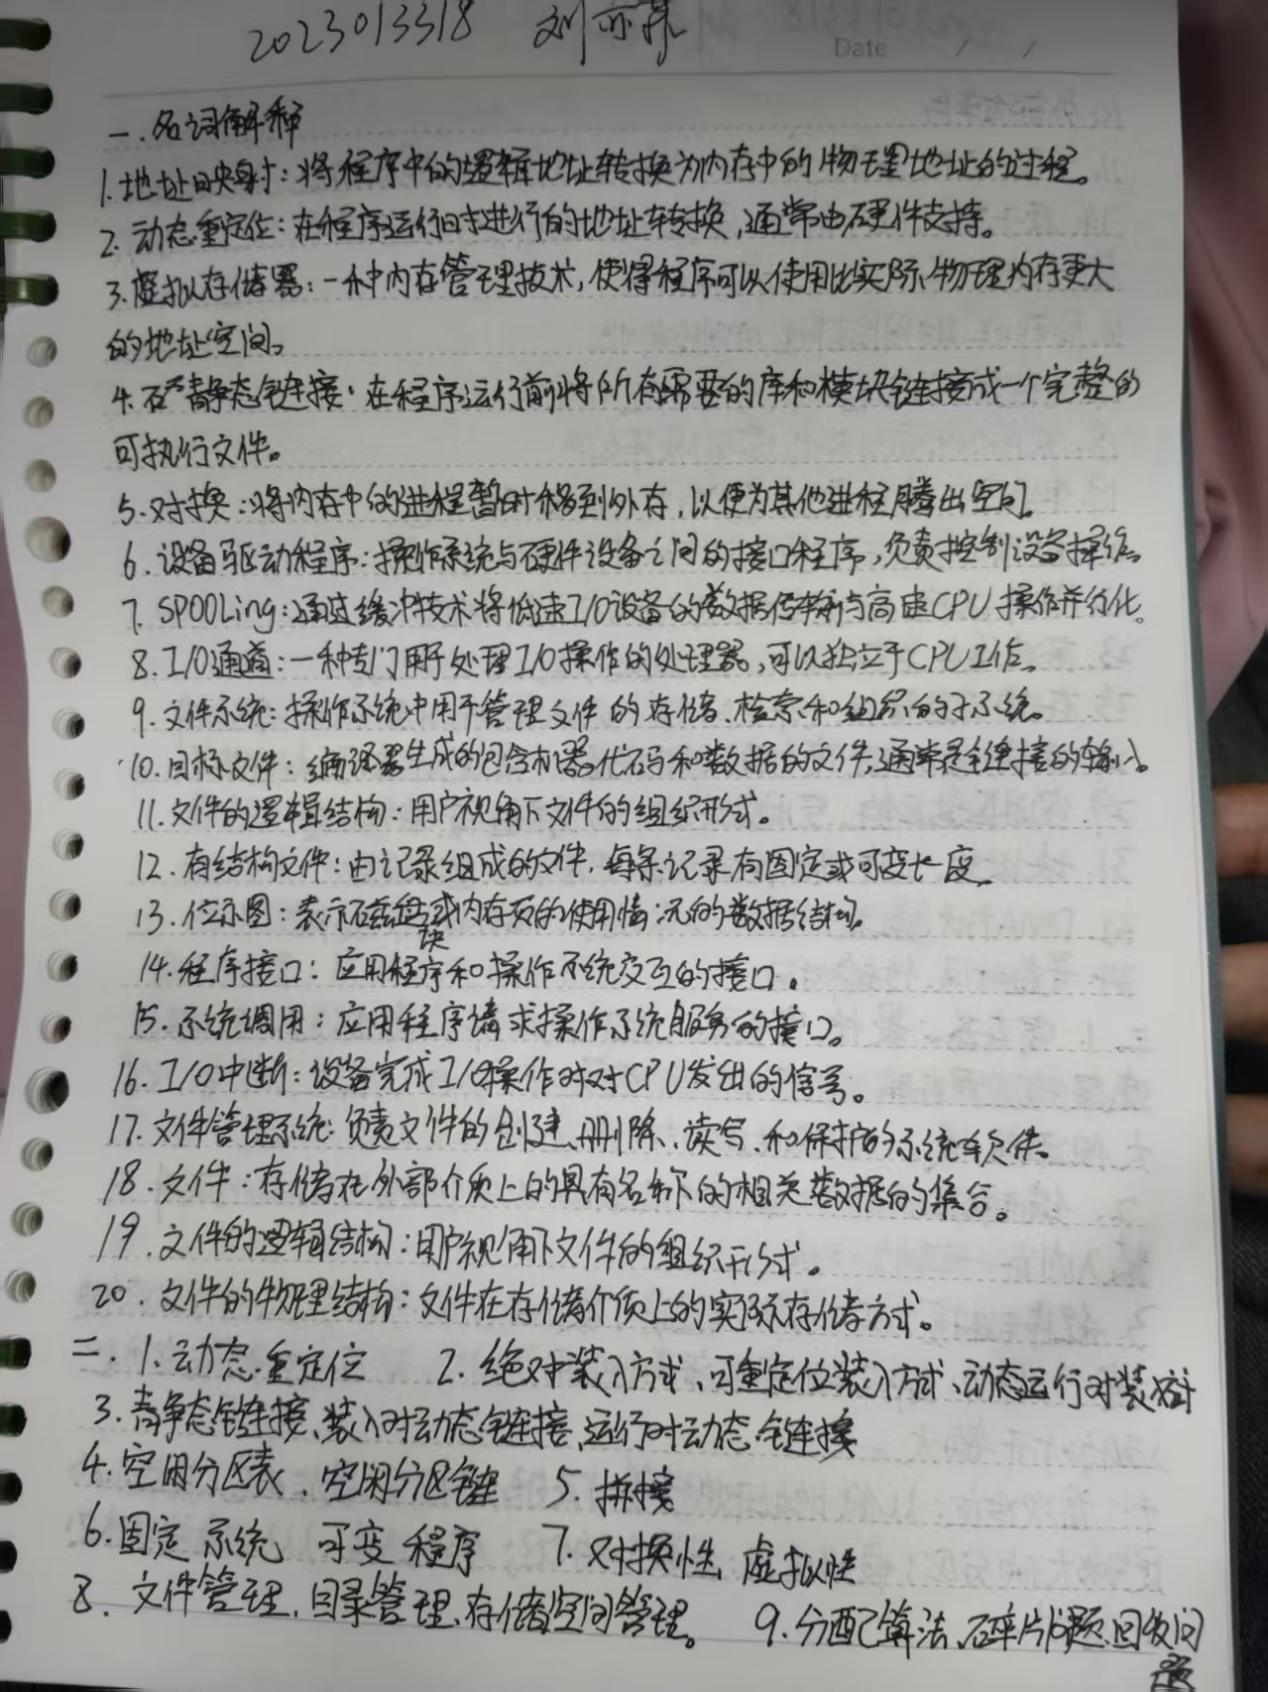 2023013318 刘亦
Date / /
一.名词解释
1.地址映射:将程序中的逻辑地址转换为内存中的物理地址的过程。
2.动态重定位:在程序运行时进行的地址转换,通常由硬件支持。
3.虚拟存储器:一种内存管理技术,使得程序可以使用比实际物理内存更大
的地址空间。
4.静态链接:在程序运行前将所有需要的库和模块链接成一个完整的
可执行文件。
5.对换:将内存中的进程暂时移到外存,以便为其他进程腾出空间。
6.设备驱动程序:操作系统与硬件设备之间的接口程序,负责控制设备操作。
7.SPOOLing:通过缓冲技术将低速I/O设备的数据传输与高速CPU操作并行化。
8.I/O通道:一种专门用于处理I/O操作的处理器,可以独立于CPU工作。
9.文件系统:操作系统中用于管理文件的存储、检索和组织的子系统。
10.目标文件:编译器生成的包含机器代码和数据的文件,通常是链接的输入。
11.文件的逻辑结构:用户视角下文件的组织形式。
12.有结构文件:由记录组成的文件,每条记录有固定或可变长度。
13.位示图:表示磁盘块或内存页的使用情况的数据结构。
14.程序接口:应用程序和操作系统交互的接口。
15.系统调用:应用程序请求操作系统服务的接口。
16.I/O中断:设备完成I/O操作时对CPU发出的信号。
17.文件管理系统:负责文件的创建、删除、读写、和保护的系统软件。
18.文件:存储在外部介质上的具有名称的相关数据的集合。
19.文件的逻辑结构:用户视角下文件的组织形式。
20.文件的物理结构:文件在存储介质上的实际存储方式。
二.1.动态重定位 2.绝对装入方式、可重定位装入方式、动态运行时装
3.静态链接、装入时动态链接、运行时动态链接
4.空闲分区表、空闲分区链 5.拼接
6.固定 系统 可变 程序 7.对换性 虚拟性
8.文件管理、目录管理、存储空间管理。 9.分配算法、碎片问题、回收问
题